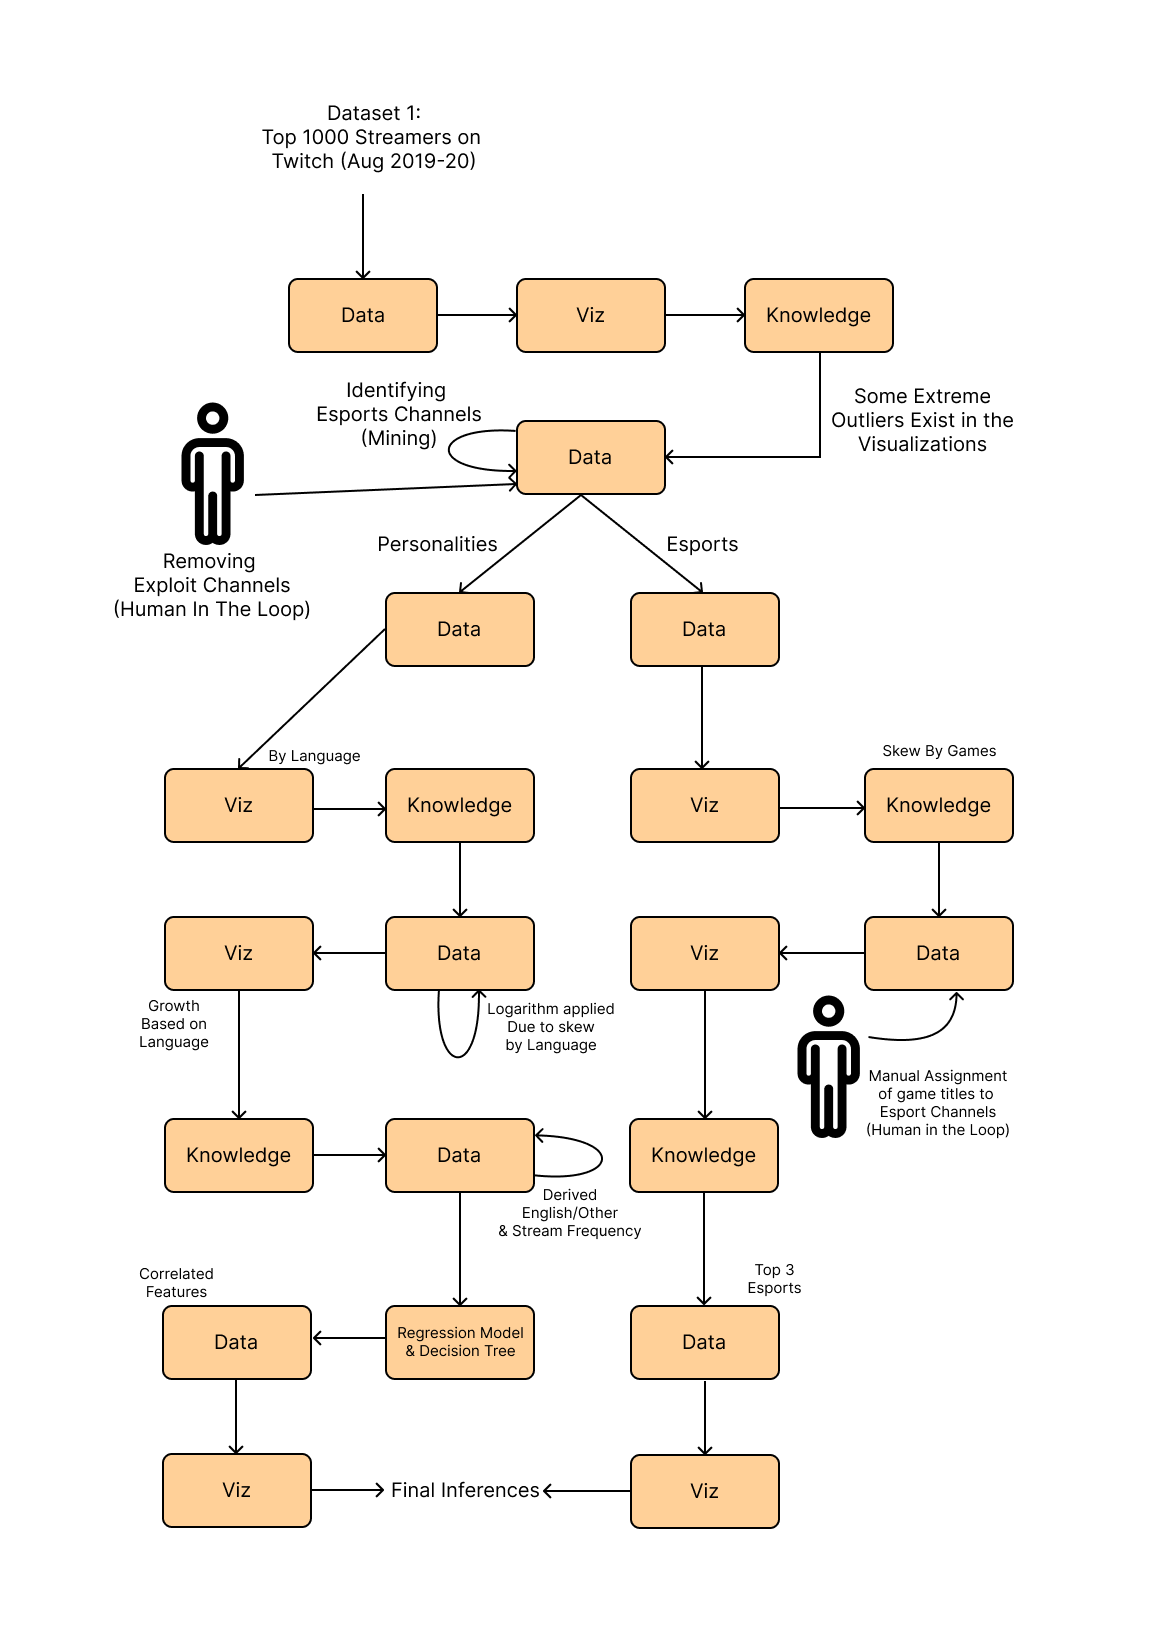 Dataset 1:
Top 1000 Streamers on
Twitch (Aug 2019-20)
Data
Viz
Knowledge
Identifying
Esports Channels
(Mining)
Some Extreme
Outliers Exist in the
Visualizations
Data
Removing
Exploit Channels
(Human In The Loop)
Personalities
Esports
Data
Data
By Language
Skew By Games
Viz
Knowledge
Viz
Knowledge
Viz
Data
Viz
Data
Growth
Based on
Language
Logarithm applied
Due to skew
by Language
Manual Assignment
of game titles to
Esport Channels
(Human in the Loop)
Knowledge
Data
Knowledge
Derived
English/Other
& Stream Frequency
Correlated
Features
Top 3
Esports
Data
Regression Model
& Decision Tree
Data
Viz
Final Inferences
Viz